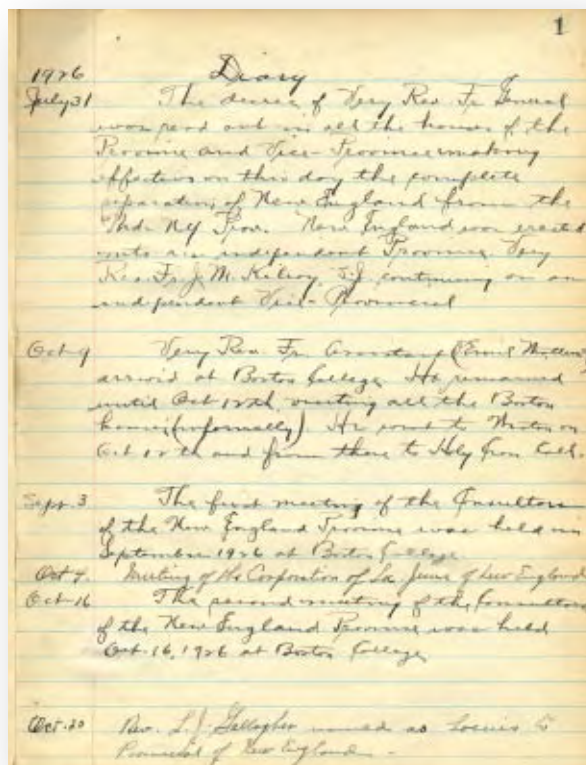 1
1926 Diary
July 31 The decree of Very Rev. Fr. General
was read out in all the houses of the
Province and Vice-Province making
effective on this day the complete
separation of New England from the
Md. N.Y. Prov. New England was erected
into an independent Province, Very
Rev. Fr. J. M. Kilroy, S.J. continuing as an
independent Vice-Provincial
Oct. 9 Very Rev. Fr. Assistant (Emil Mattern)
arrived at Boston College. He remained
until Oct 12th, visiting all the Boston
houses (informally). He went to Weston on
Oct 12th and from there to Holy Cross Coll.
Sept. 3 The first meeting of the Consultors
of the New England Province was held in
September 1926 at Boston College.
Oct 4. Meeting of the Corporation of Soc. Jesus of New England
Oct-16 The second meeting of the Consultors
of the New England Province was held
Oct. 16, 1926 at Boston College
Oct. 20 Rev. L. J. Gallagher named as Socius to
Provincial of New England -